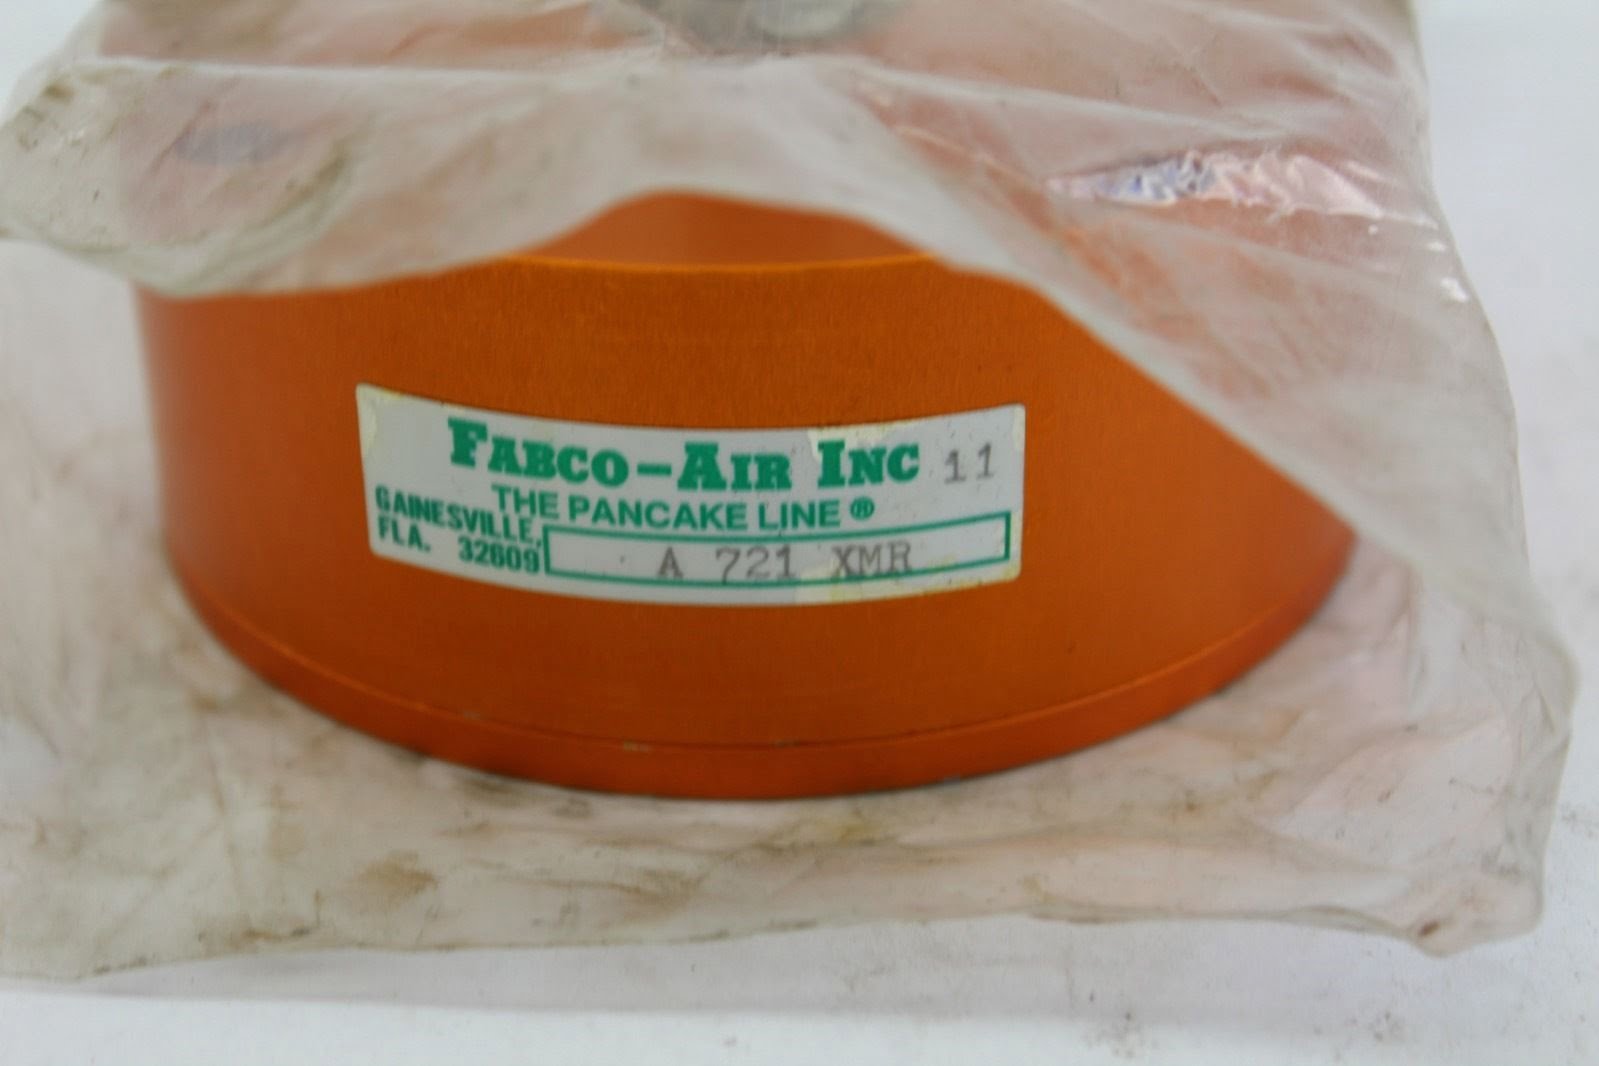 FABCO-AIR INC 11
THE PANCAKE LINE ®
GAINESVILLE,
FLA. 32609
A 721 XMR